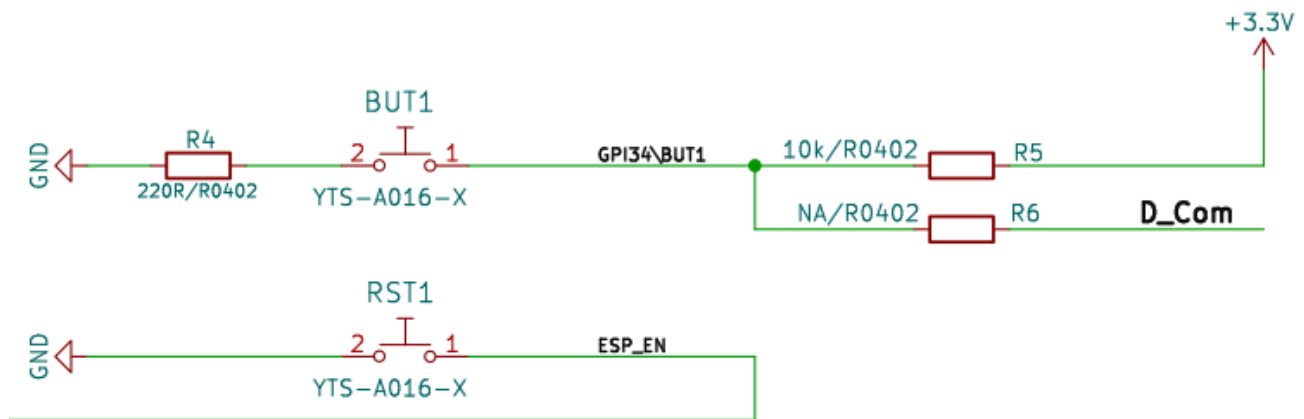 +3.3V
BUT1
R4
GND
2
1
GPI34\BUT1
10k/R0402
R5
220R/R0402
YTS-A016-X
NA/R0402
R6
D_Com
RST1
GND
2
1
ESP_EN
YTS-A016-X